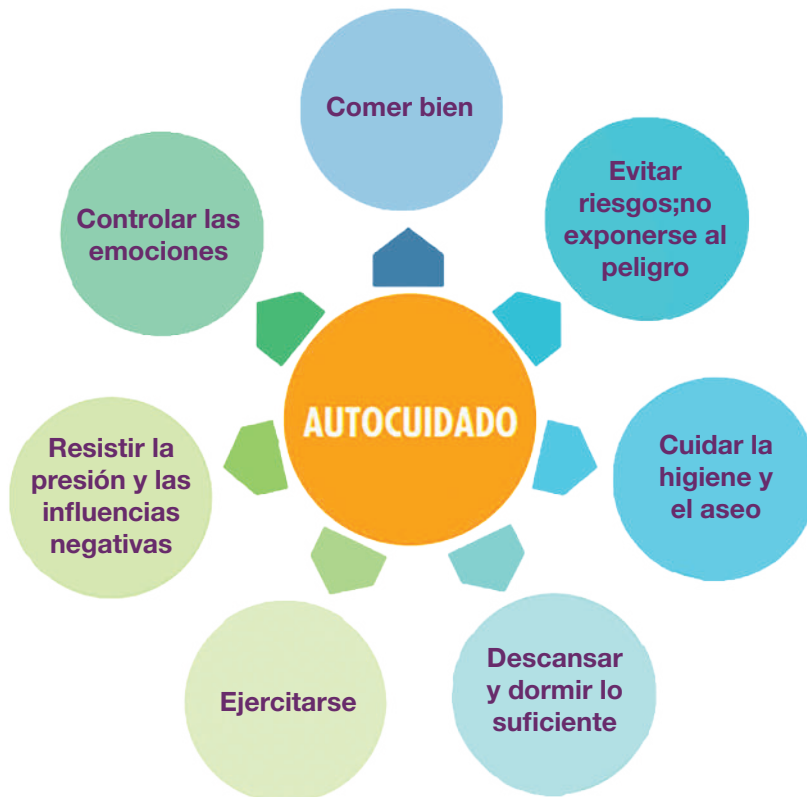 Comer bien
Evitar
riesgos;no
exponerse al
peligro
Controlar las
emociones
AUTOCUIDADO
Cuidar la
higiene y
el aseo
Resistir la
presión y las
influencias
negativas
Descansar
y dormir lo
suficiente
Ejercitarse